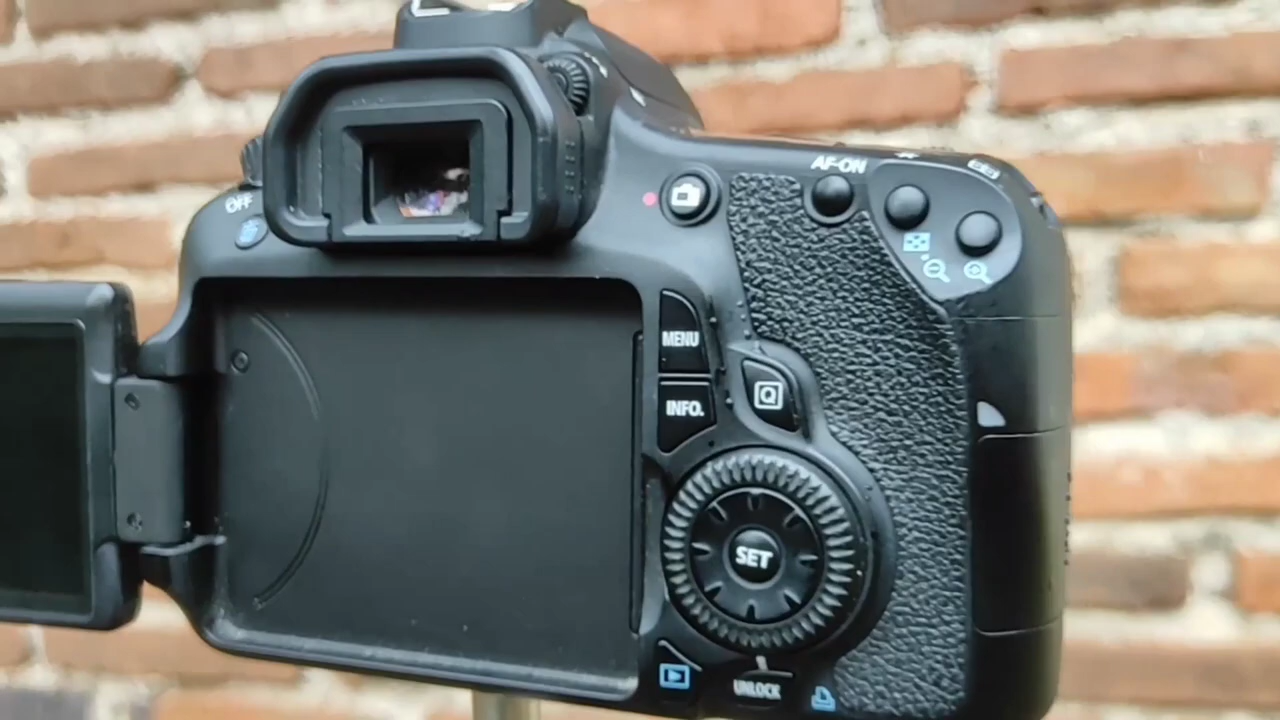 AF-ON
OFF
MENU
INFO.
Q
SET
UNLOCK